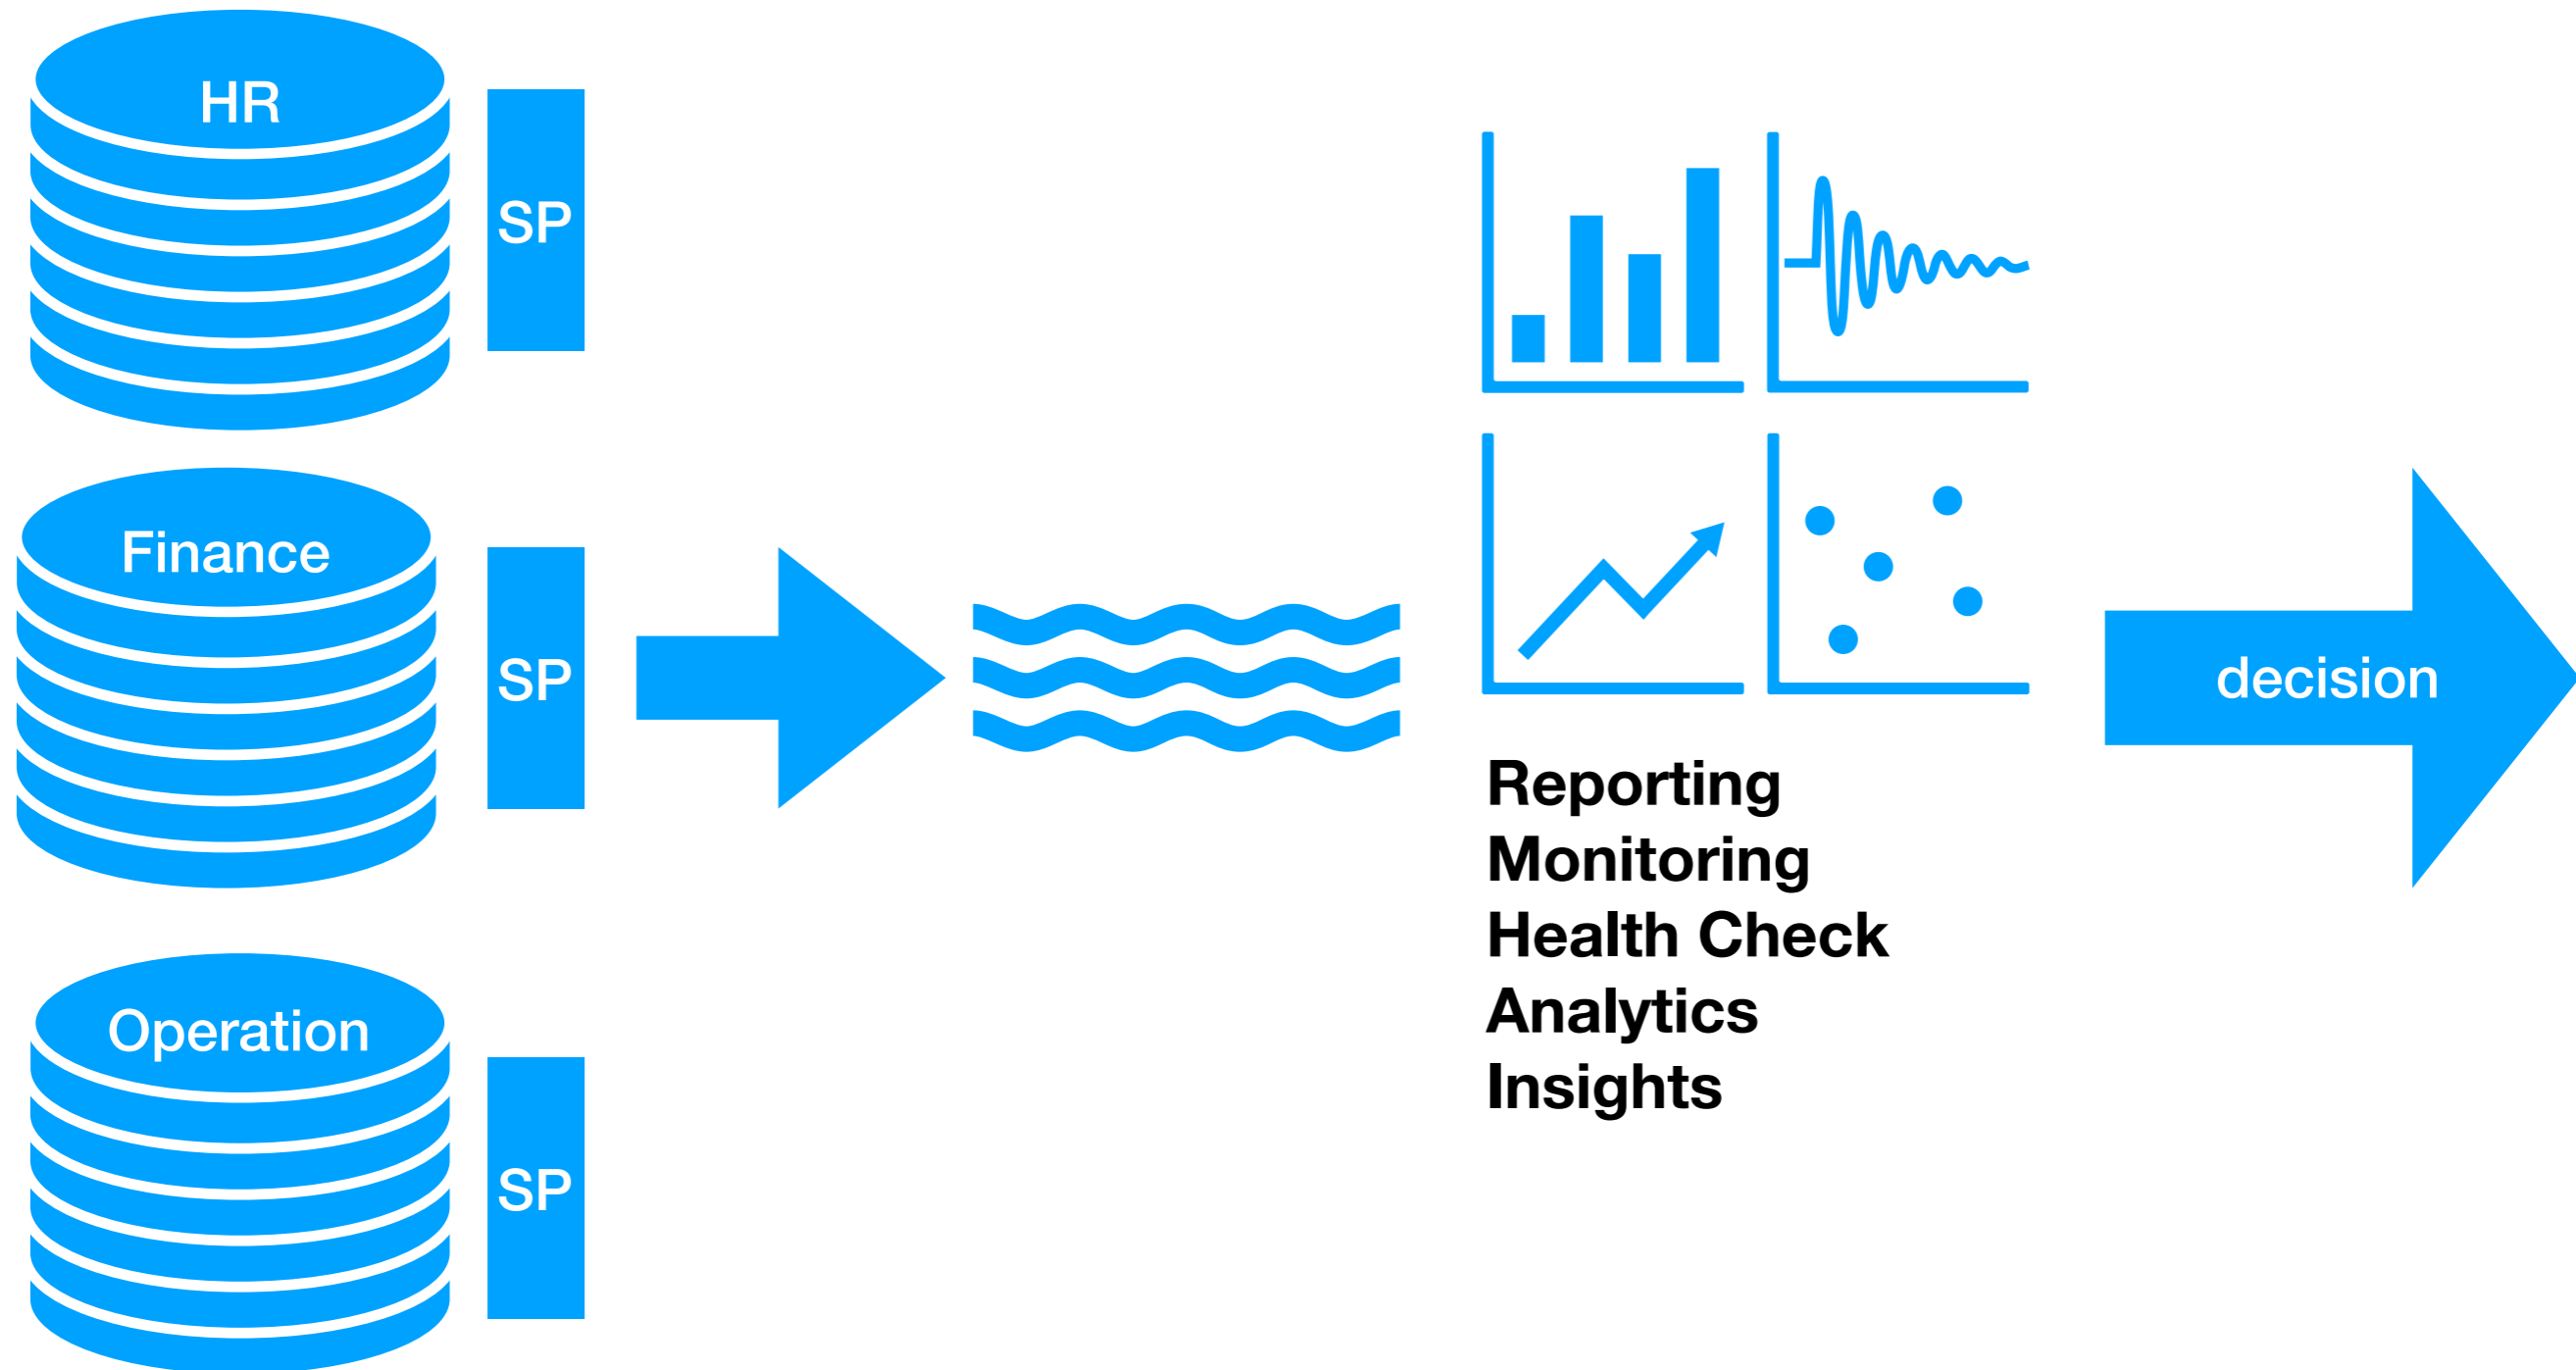 HR
SP
Finance
SP
Operation
SP
Reporting
Monitoring
Health Check
Analytics
Insights
decision